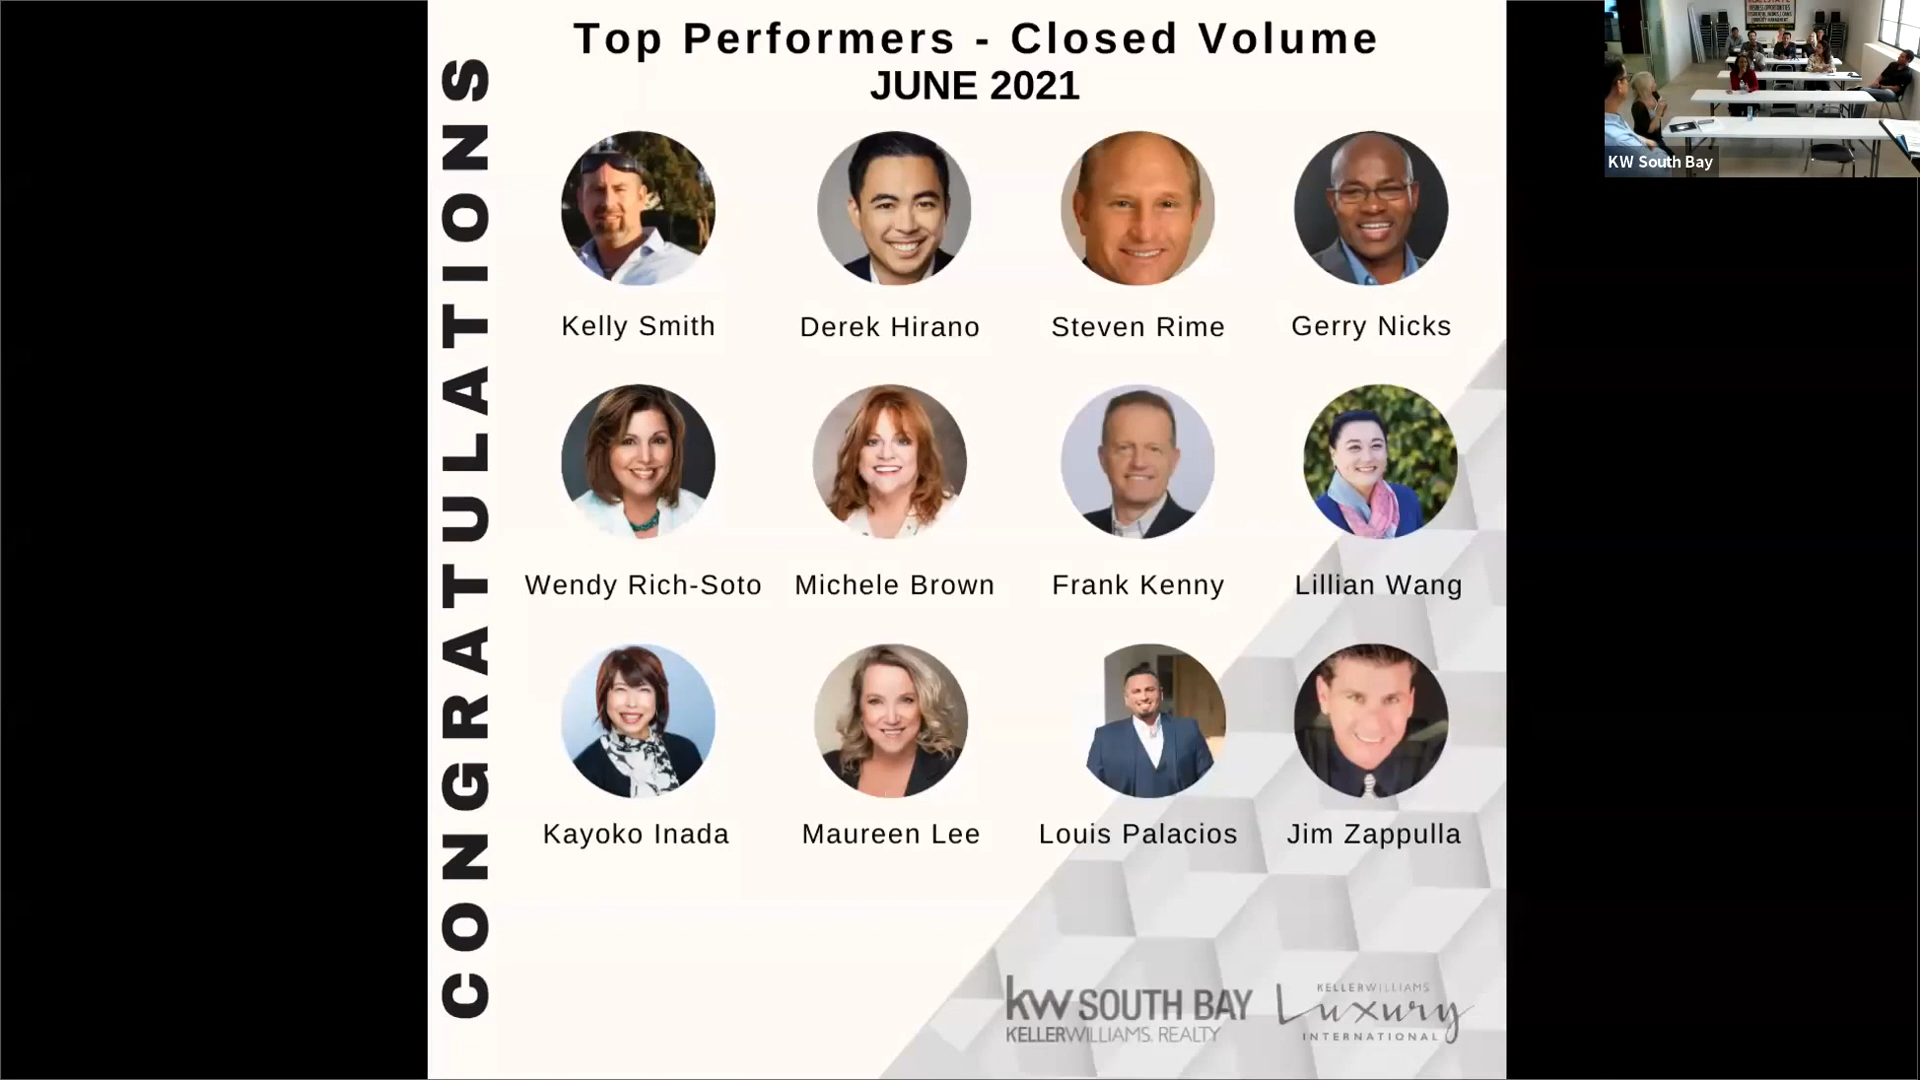 Top Performers - Closed Volume
JUNE 2021
CONGRATULATIONS
Kelly Smith
Derek Hirano
Steven Rime
Gerry Nicks
Wendy Rich-Soto
Michele Brown
Frank Kenny
Lillian Wang
Kayoko Inada
Maureen Lee
Louis Palacios
Jim Zappulla
kw SOUTH BAY
KELLERWILLIAMS. REALTY
KELLERWILLIAMS
Luxury
INTERNATIONAL
KW South Bay